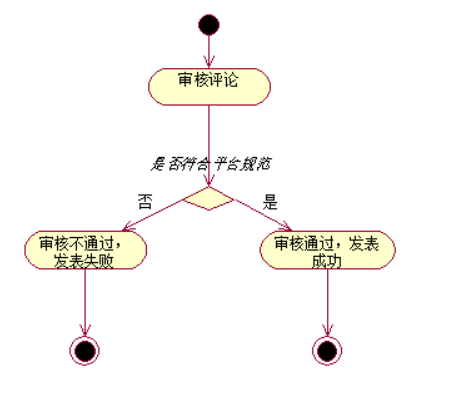 审核评论
是否符合平台规范
否
是
审核不通过，
发表失败
审核通过，发表
成功